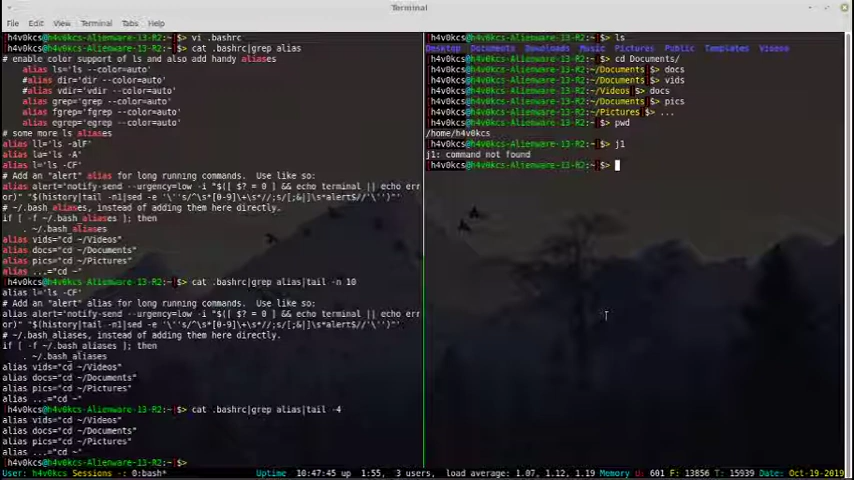 Terminal
File Edit View Terminal Tabs Help
h4v0kcs@h4v0kcs-Alienware-13-R2:~|$> vi .bashrc
h4v0kcs@h4v0kcs-Alienware-13-R2:~|$> cat .bashrc|grep alias
# enable color support of ls and also add handy aliases
alias ls='ls --color=auto'
#alias dir='dir --color=auto'
#alias vdir='vdir --color=auto'
alias grep='grep --color=auto'
alias fgrep='fgrep --color=auto'
alias egrep='egrep --color=auto'
# some more ls aliases
alias ll='ls -alF'
alias la='ls -A'
alias l='ls -CF'
# Add an "alert" alias for long running commands.  Use like so:
alias alert='notify-send --urgency=low -i "$([ $? = 0 ] && echo terminal || echo err
or)" "$(history|tail -n1|sed -e '\''s/^\s*[0-9]\+\s*//;s/[;&|]\s*alert$//'\'')"'
# ~/.bash_aliases, instead of adding them here directly.
if [ -f ~/.bash_aliases ]; then
. ~/.bash_aliases
alias vids="cd ~/Videos"
alias docs="cd ~/Documents"
alias pics="cd ~/Pictures"
alias ...="cd ~"
h4v0kcs@h4v0kcs-Alienware-13-R2:~|$> cat .bashrc|grep alias|tail -n 10
alias l='ls -CF'
# Add an "alert" alias for long running commands.  Use like so:
alias alert='notify-send --urgency=low -i "$([ $? = 0 ] && echo terminal || echo err
or)" "$(history|tail -n1|sed -e '\''s/^\s*[0-9]\+\s*//;s/[;&|]\s*alert$//'\'')"'
# ~/.bash_aliases, instead of adding them here directly.
if [ -f ~/.bash_aliases ]; then
. ~/.bash_aliases
alias vids="cd ~/Videos"
alias docs="cd ~/Documents"
alias pics="cd ~/Pictures"
alias ...="cd ~"
h4v0kcs@h4v0kcs-Alienware-13-R2:~|$> cat .bashrc|grep alias|tail -4
alias vids="cd ~/Videos"
alias docs="cd ~/Documents"
alias pics="cd ~/Pictures"
alias ...="cd ~"
h4v0kcs@h4v0kcs-Alienware-13-R2:~|$>
h4v0kcs@h4v0kcs-Alienware-13-R2:~|$> ls
Desktop Documents Downloads Music Pictures Public Templates Videos
h4v0kcs@h4v0kcs-Alienware-13-R2:~|$> cd Documents/
h4v0kcs@h4v0kcs-Alienware-13-R2:~/Documents|$> docs
h4v0kcs@h4v0kcs-Alienware-13-R2:~/Documents|$> vids
h4v0kcs@h4v0kcs-Alienware-13-R2:~/Videos|$> docs
h4v0kcs@h4v0kcs-Alienware-13-R2:~/Documents|$> pics
h4v0kcs@h4v0kcs-Alienware-13-R2:~/Pictures|$> ...
h4v0kcs@h4v0kcs-Alienware-13-R2:~|$> pwd
/home/h4v0kcs
h4v0kcs@h4v0kcs-Alienware-13-R2:~|$> j1
j1: command not found
h4v0kcs@h4v0kcs-Alienware-13-R2:~|$>
User: h4v0kcs Sessions -: 0:bash* Uptime 10:47:45 up 1:55, 3 users, load average: 1.07, 1.12, 1.19 Memory U: 601 F: 13856 T: 15939 Date: Oct-19-2019